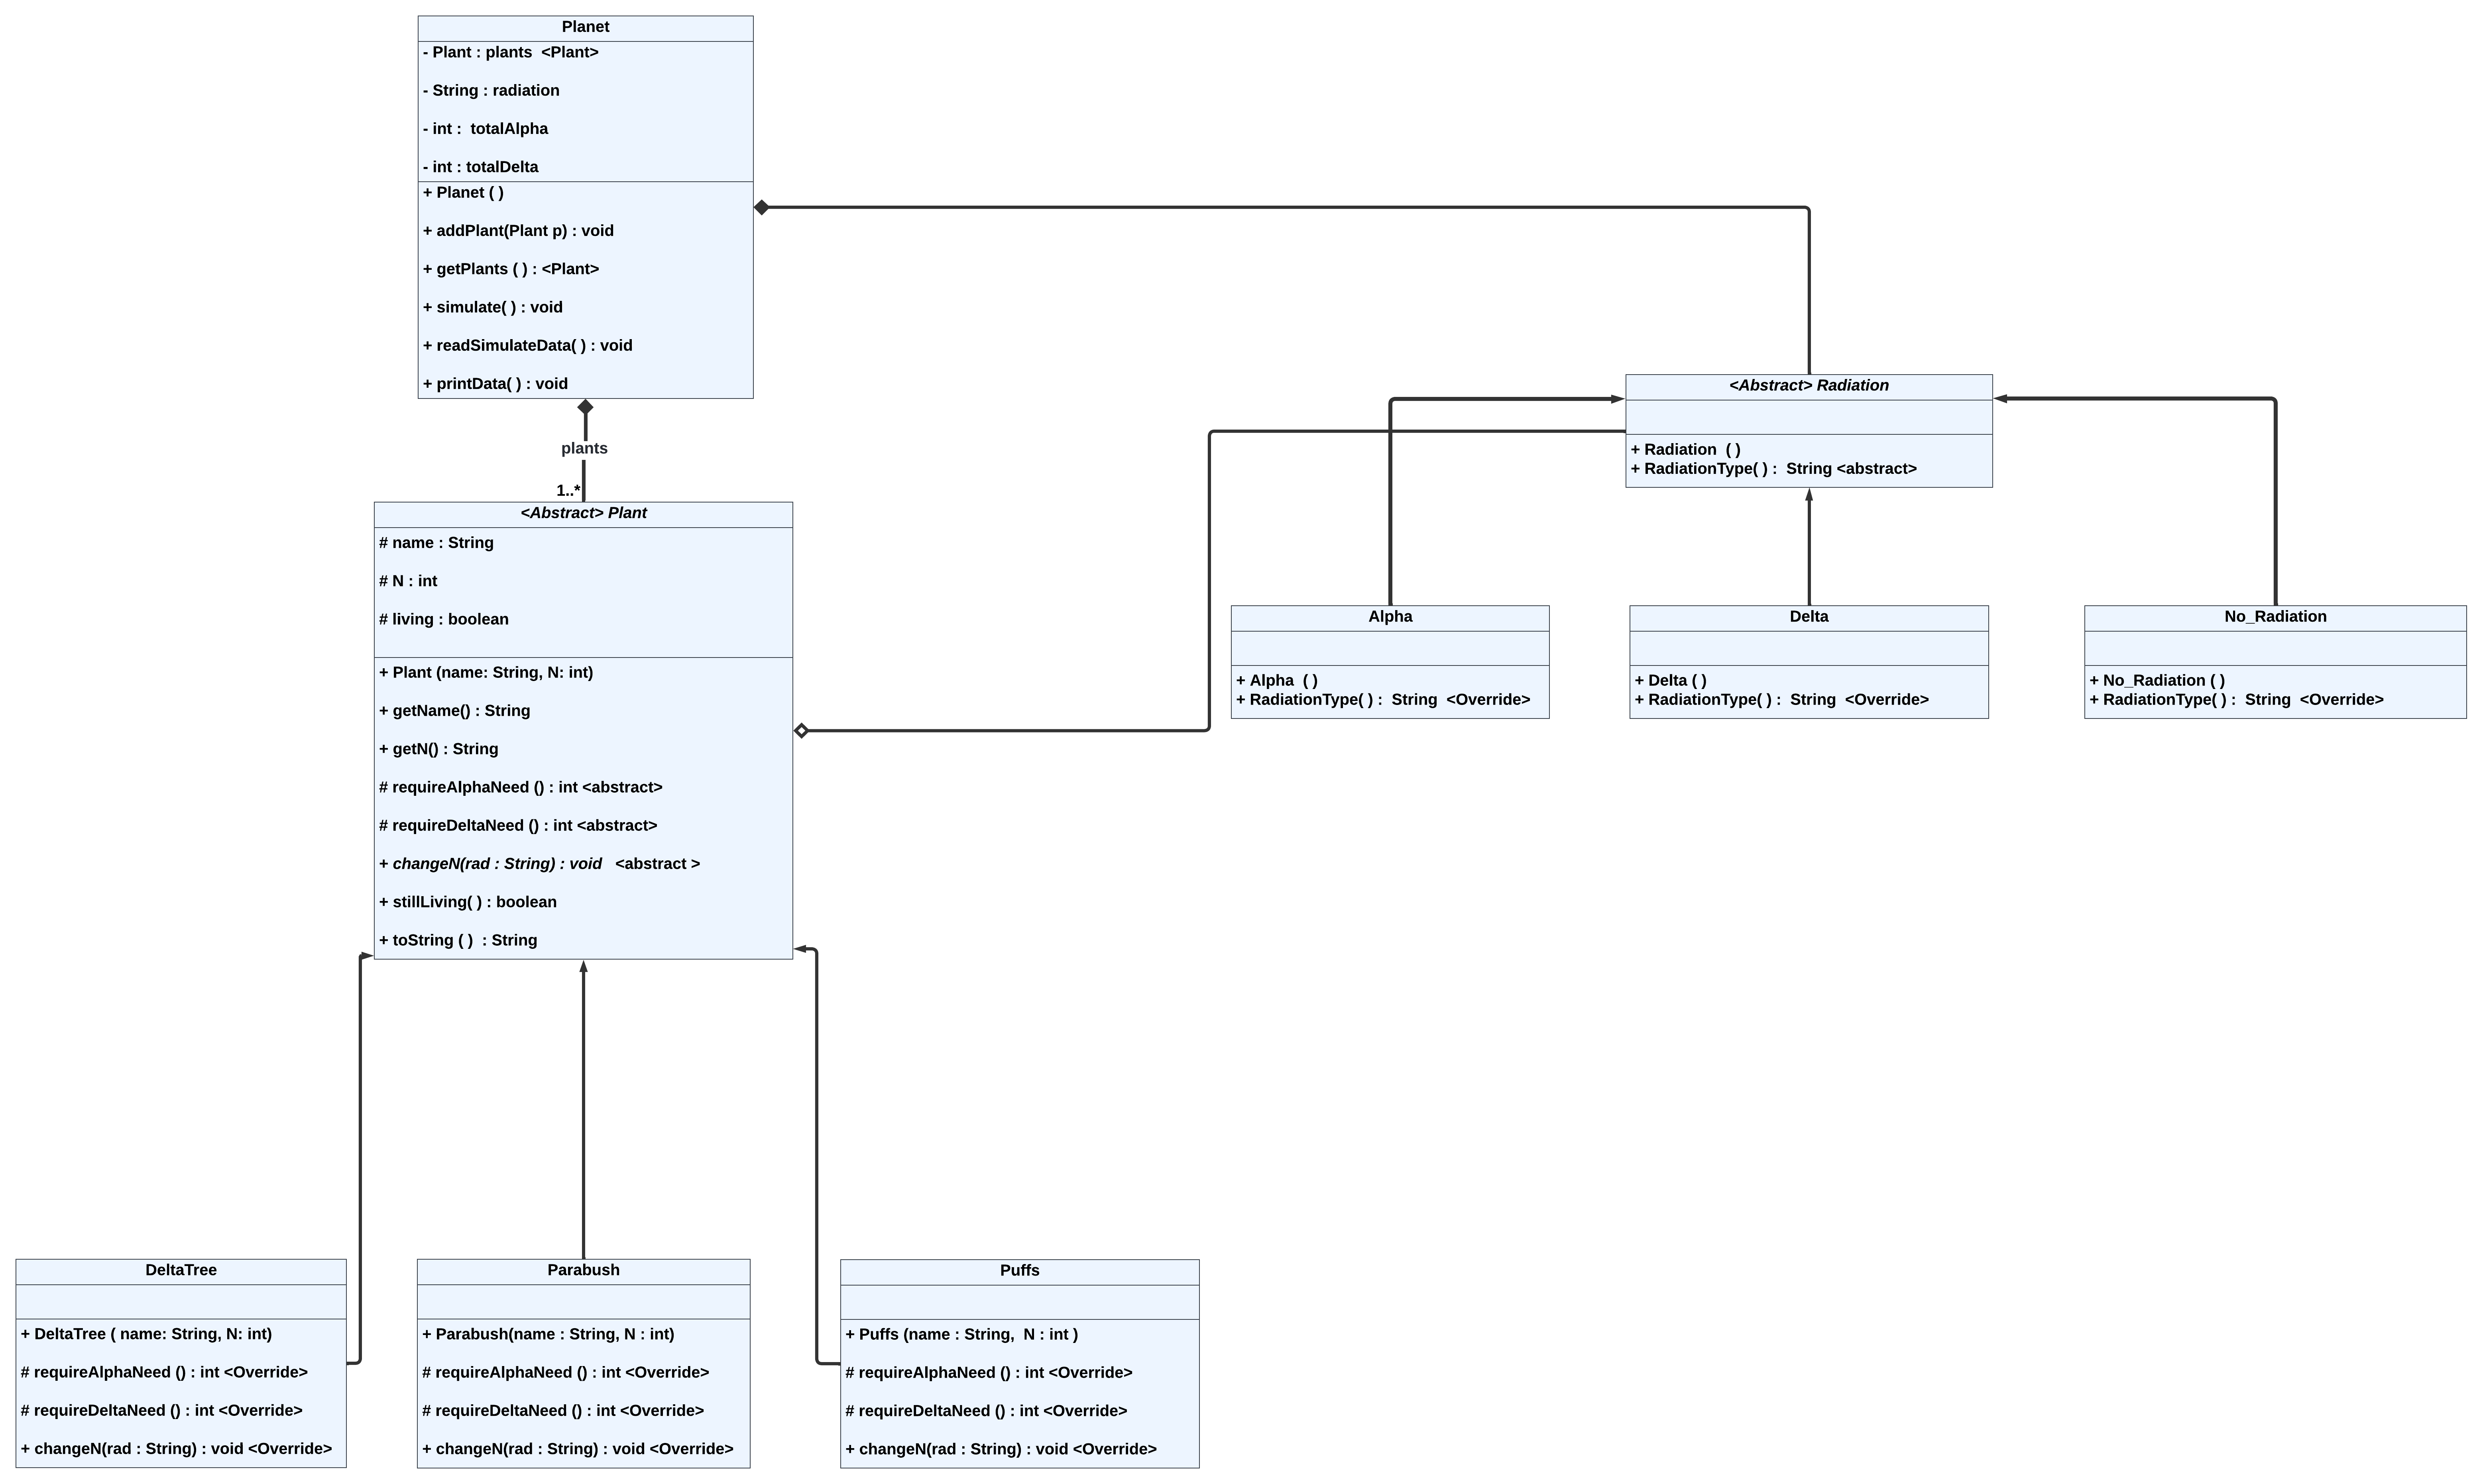 Planet
- Plant : plants  <Plant>
- String : radiation
- int :  totalAlpha
- int : totalDelta
+ Planet ( )
+ addPlant(Plant p) : void
+ getPlants ( ) : <Plant>
+ simulate( ) : void
+ readSimulateData( ) : void
+ printData( ) : void
plants
1..*
<Abstract> Plant
# name : String
# N : int
# living : boolean
+ Plant (name: String, N: int)
+ getName() : String
+ getN() : String
# requireAlphaNeed () : int <abstract>
# requireDeltaNeed () : int <abstract>
+ changeN(rad : String) : void   <abstract >
+ stillLiving( ) : boolean
+ toString ( )  : String
<Abstract> Radiation
+ Radiation  ( )
+ RadiationType( ) :  String <abstract>
Alpha
+ Alpha  ( )
+ RadiationType( ) :  String  <Override>
Delta
+ Delta ( )
+ RadiationType( ) :  String  <Override>
No_Radiation
+ No_Radiation ( )
+ RadiationType( ) :  String  <Override>
DeltaTree
+ DeltaTree ( name: String, N: int)
# requireAlphaNeed () : int <Override>
# requireDeltaNeed () : int <Override>
+ changeN(rad : String) : void <Override>
Parabush
+ Parabush(name : String, N : int)
# requireAlphaNeed () : int <Override>
# requireDeltaNeed () : int <Override>
+ changeN(rad : String) : void <Override>
Puffs
+ Puffs (name : String,  N : int )
# requireAlphaNeed () : int <Override>
# requireDeltaNeed () : int <Override>
+ changeN(rad : String) : void <Override>